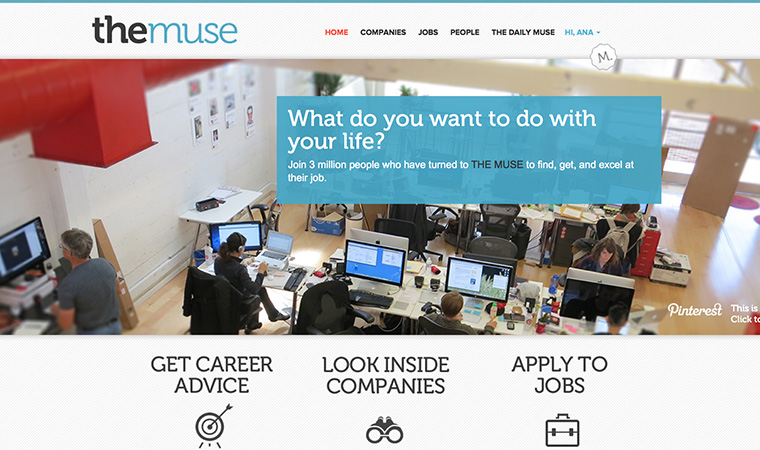 themuse
HOME COMPANIES JOBS PEOPLE THE DAILY MUSE HI, ANA
M.
What do you want to do with
your life?
Join 3 million people who have turned to THE MUSE to find, get, and excel at
their job.
Pinterest
This is
Click to
GET CAREER
ADVICE
LOOK INSIDE
COMPANIES
APPLY TO
JOBS